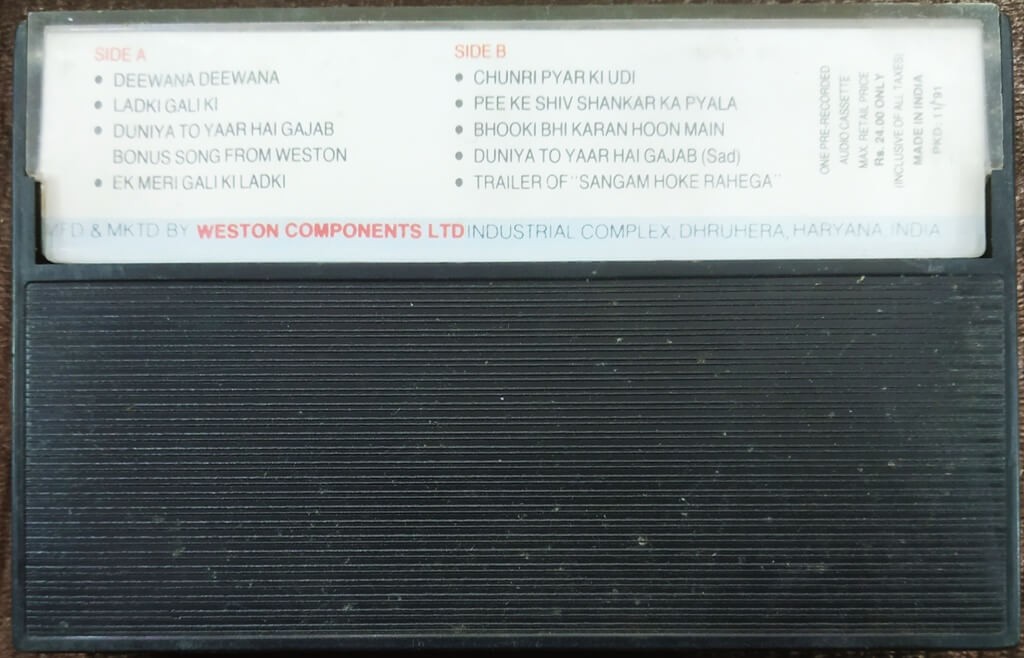 SIDE A
• DEEWANA DEEWANA
• LADKI GALI KI
• DUNIYA TO YAAR HAI GAJAB
BONUS SONG FROM WESTON
• EK MERI GALI KI LADKI
SIDE B
• CHUNRI PYAR KI UDI
• PEE KE SHIV SHANKAR KA PYALA
• BHOOKI BHI KARAN HOON MAIN
• DUNIYA TO YAAR HAI GAJAB (Sad)
• TRAILER OF "SANGAM HOKE RAHEGA"
ONE PRE-RECORDED
AUDIO CASSETTE
MAX. RETAIL PRICE
Rs. 24.00 ONLY
(INCLUSIVE OF ALL TAXES)
MADE IN INDIA
PKD: 11/91
MFD & MKTD BY WESTON COMPONENTS LTD INDUSTRIAL COMPLEX, DHRUHERA, HARYANA, INDIA